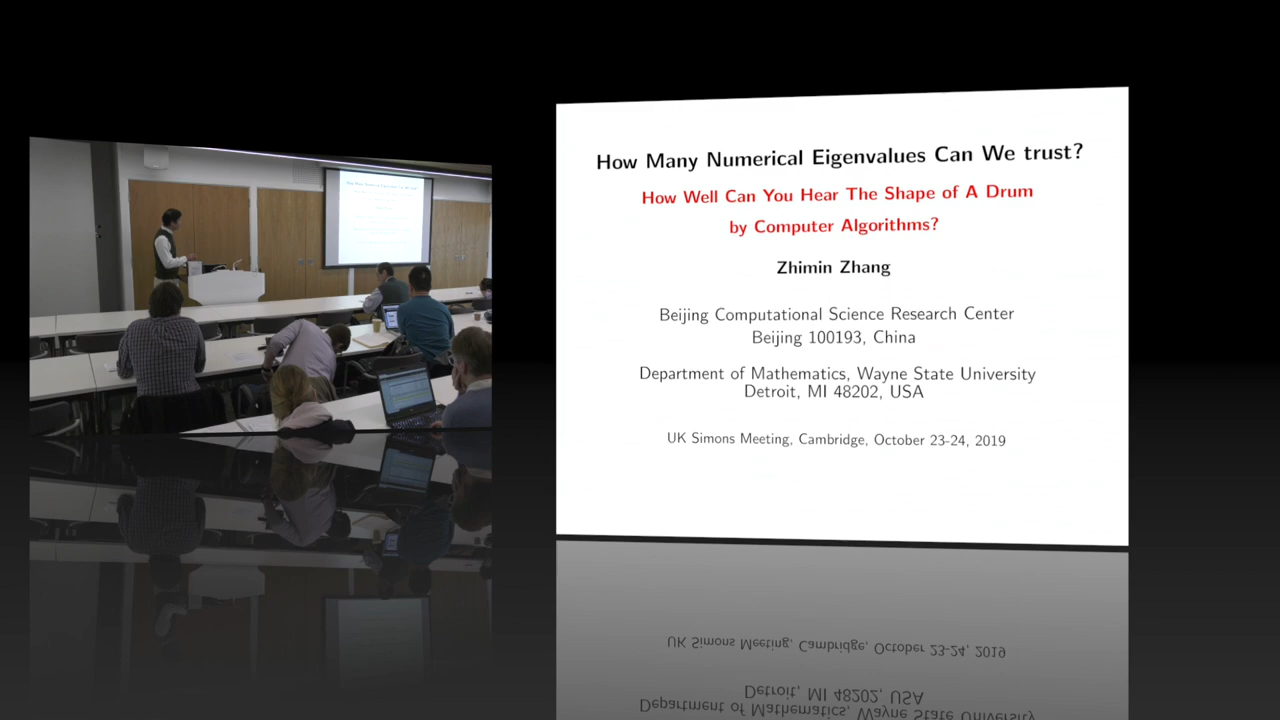 How Many Numerical Eigenvalues Can We trust?
How Well Can You Hear The Shape of A Drum
by Computer Algorithms?
Zhimin Zhang
Beijing Computational Science Research Center
Beijing 100193, China
Department of Mathematics, Wayne State University
Detroit, MI 48202, USA
UK Simons Meeting, Cambridge, October 23-24, 2019